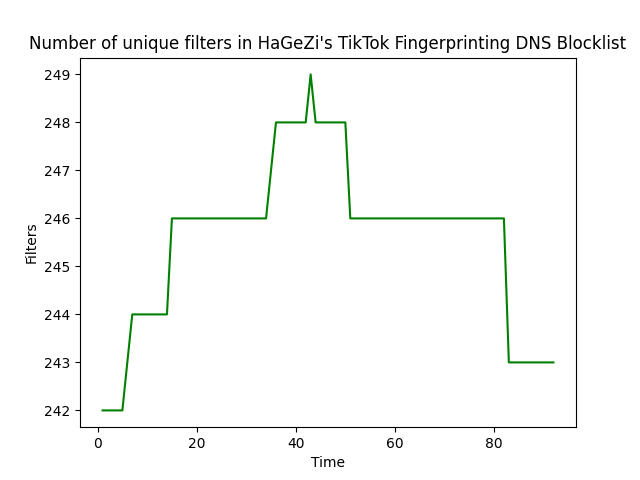 Number of unique filters in HaGeZi's TikTok Fingerprinting DNS Blocklist
249
248
247
246
245
244
243
242
Filters
0 20 40 60 80
Time